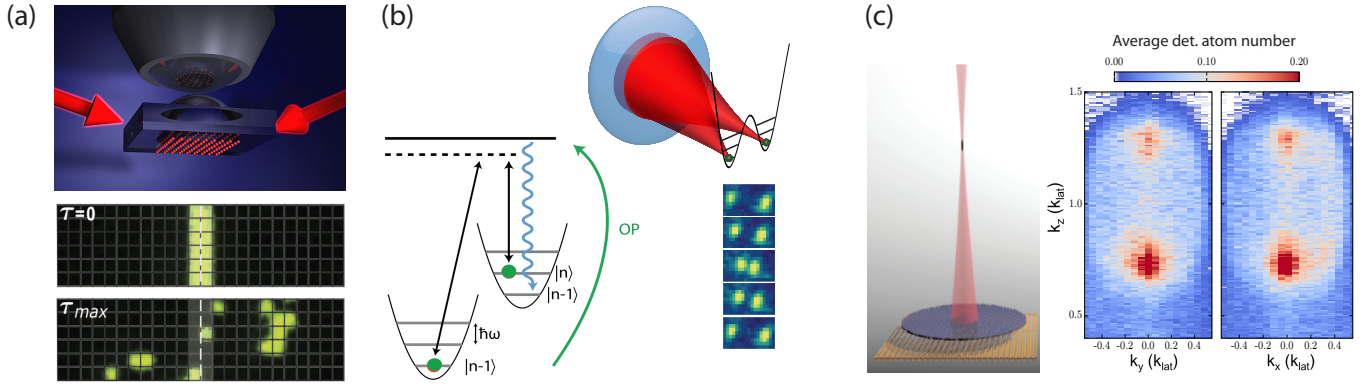 (a)
τ=0
τmax
(b)
OP
|n⟩
|n-1⟩
ħω
|n-1⟩
(c)
Average det. atom number
0.00 0.10 0.20
1.5
1.0
0.5
k_z (k_lat)
-0.4 -0.2 0.0 0.2 0.4
-0.4 -0.2 0.0 0.2 0.4
k_y (k_lat)
k_x (k_lat)